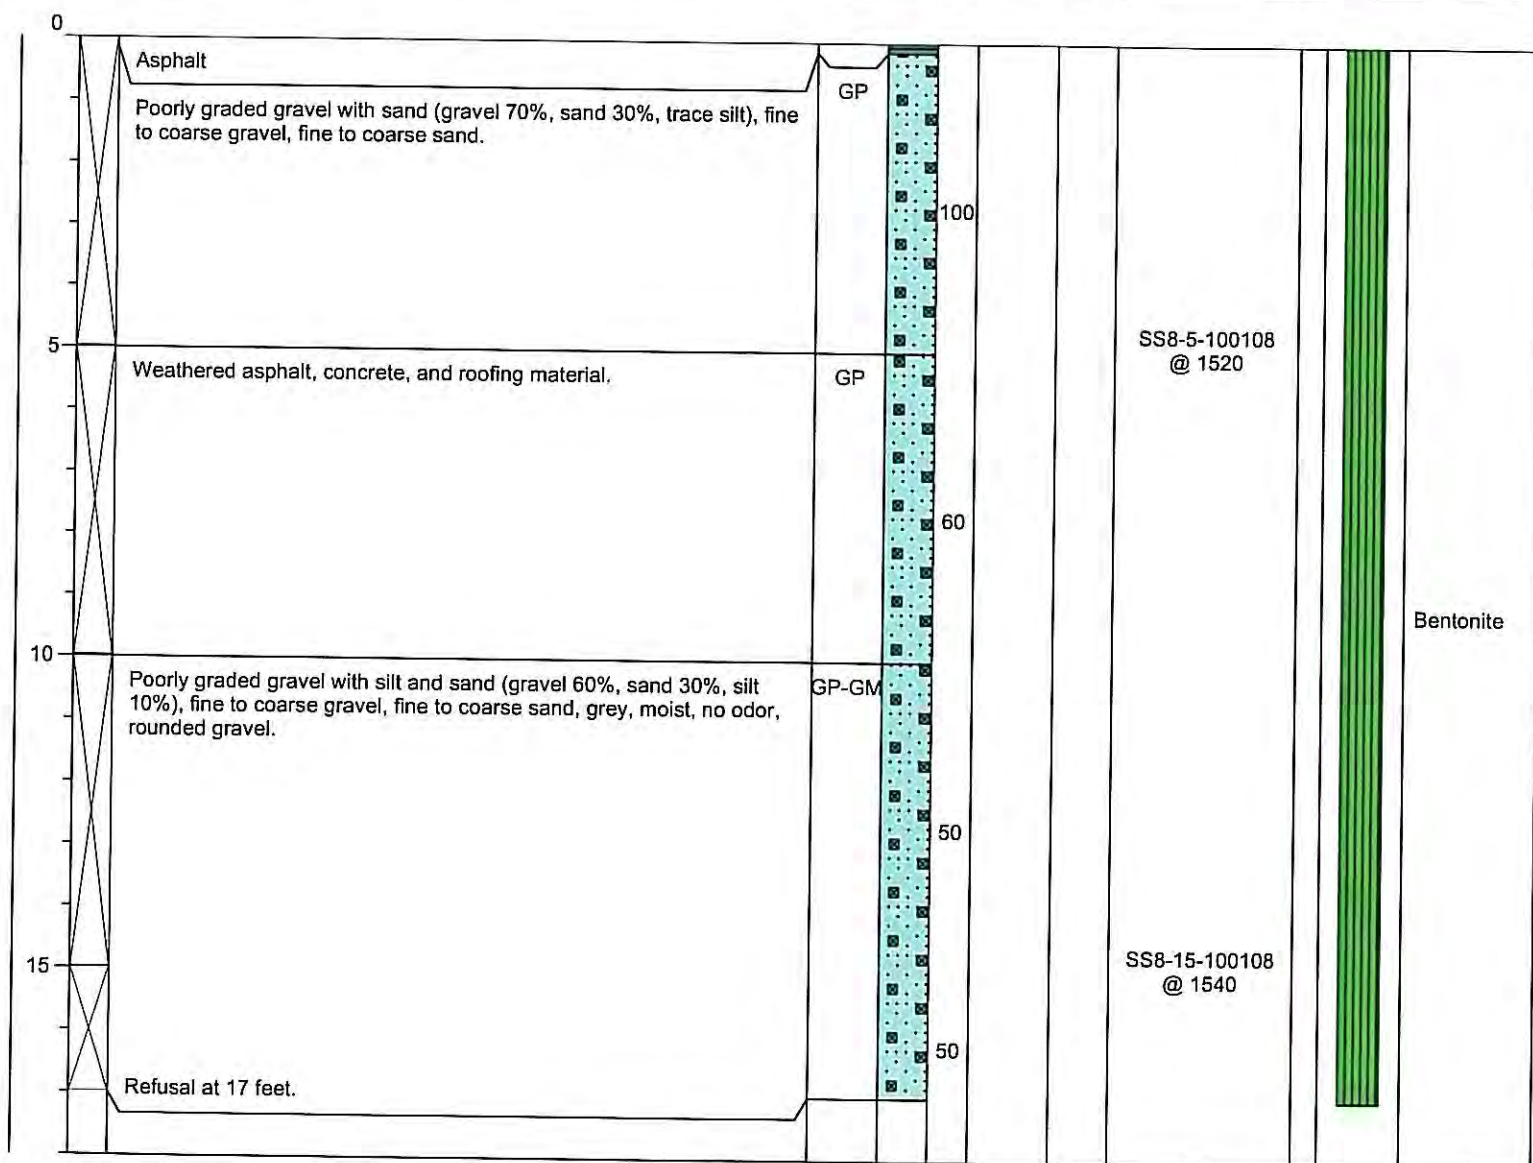 0
Asphalt
GP
Poorly graded gravel with sand (gravel 70%, sand 30%, trace silt), fine
to coarse gravel, fine to coarse sand.
100
5
SS8-5-100108
@ 1520
Weathered asphalt, concrete, and roofing material.
GP
60
Bentonite
10
Poorly graded gravel with silt and sand (gravel 60%, sand 30%, silt
10%), fine to coarse gravel, fine to coarse sand, grey, moist, no odor,
rounded gravel.
GP-GM
50
15
SS8-15-100108
@ 1540
50
Refusal at 17 feet.